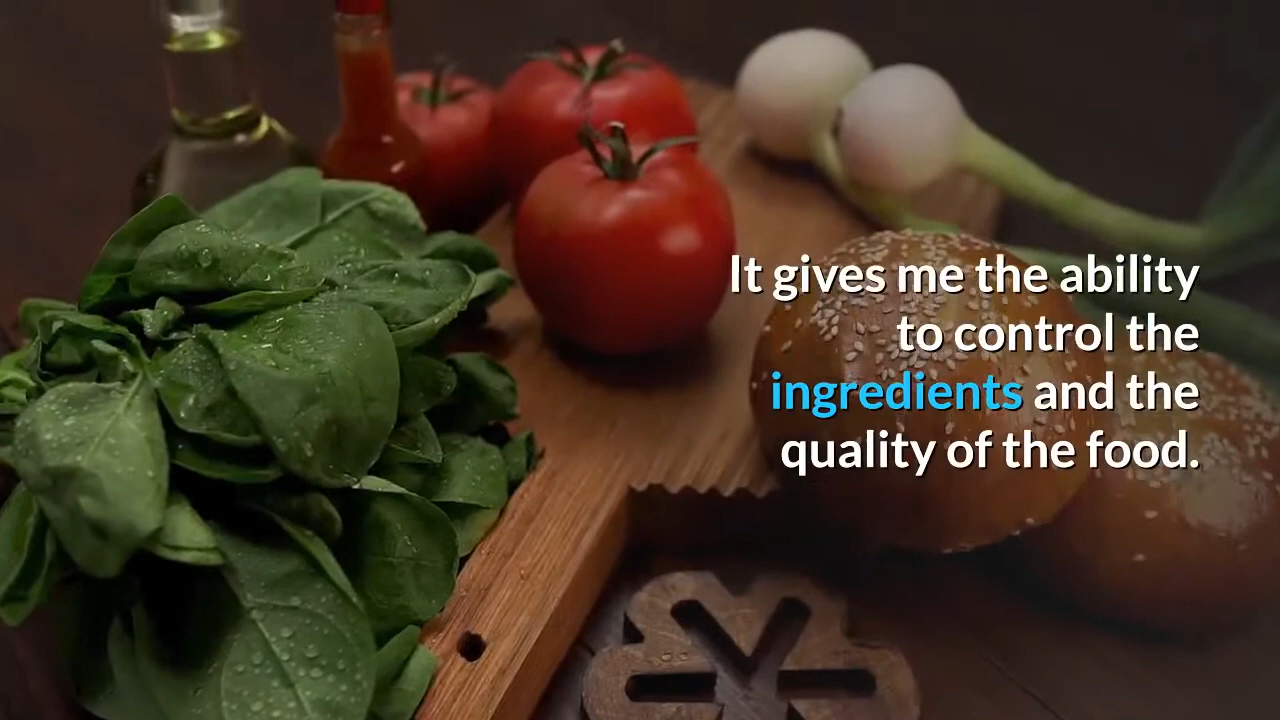 It gives me the ability
to control the
ingredients and the
quality of the food.